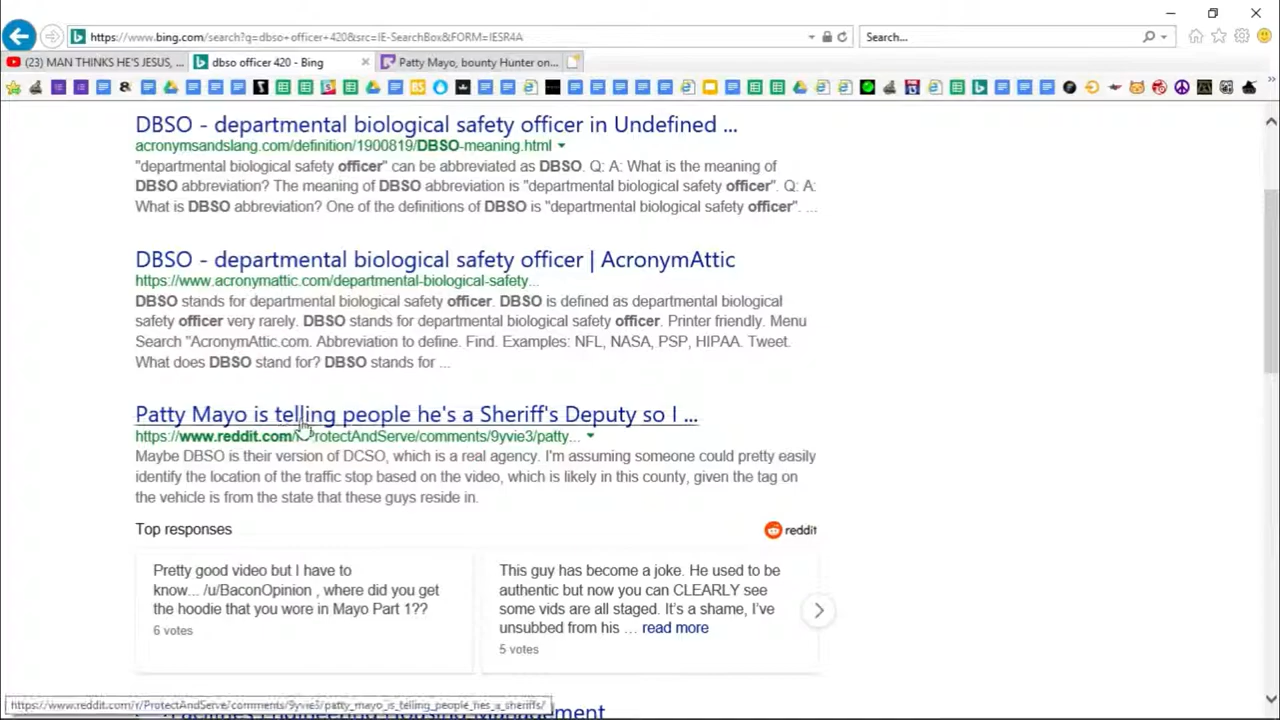 https://www.bing.com/search?q=dbso+officer+420&src=IE-SearchBox&FORM=IESR4A
Search...
(23) MAN THINKS HE'S JESUS, ...
dbso officer 420 - Bing
Patty Mayo, bounty Hunter on...
DBSO - departmental biological safety officer in Undefined ...
acronymsandslang.com/definition/1900819/DBSO-meaning.html
"departmental biological safety officer" can be abbreviated as DBSO. Q: A: What is the meaning of
DBSO abbreviation? The meaning of DBSO abbreviation is "departmental biological safety officer". Q: A:
What is DBSO abbreviation? One of the definitions of DBSO is "departmental biological safety officer". ...
DBSO - departmental biological safety officer | AcronymAttic
https://www.acronymattic.com/departmental-biological-safety...
DBSO stands for departmental biological safety officer. DBSO is defined as departmental biological
safety officer very rarely. DBSO stands for departmental biological safety officer. Printer friendly. Menu
Search "AcronymAttic.com. Abbreviation to define. Find. Examples: NFL, NASA, PSP, HIPAA. Tweet.
What does DBSO stand for? DBSO stands for ...
Patty Mayo is telling people he's a Sheriff's Deputy so I ...
https://www.reddit.com/r/ProtectAndServe/comments/9yvie3/patty...
Maybe DBSO is their version of DCSO, which is a real agency. I'm assuming someone could pretty easily
identify the location of the traffic stop based on the video, which is likely in this county, given the tag on
the vehicle is from the state that these guys reside in.
Top responses
reddit
Pretty good video but I have to
know... /u/BaconOpinion , where did you get
the hoodie that you wore in Mayo Part 1??
6 votes
This guy has become a joke. He used to be
authentic but now you can CLEARLY see
some vids are all staged. It's a shame, I've
unsubbed from his ... read more
5 votes
https://www.reddit.com/r/ProtectAndServe/comments/9yvie3/patty_mayo_is_telling_people_hes_a_sheriffs/
Facilities Engineering Housing Management